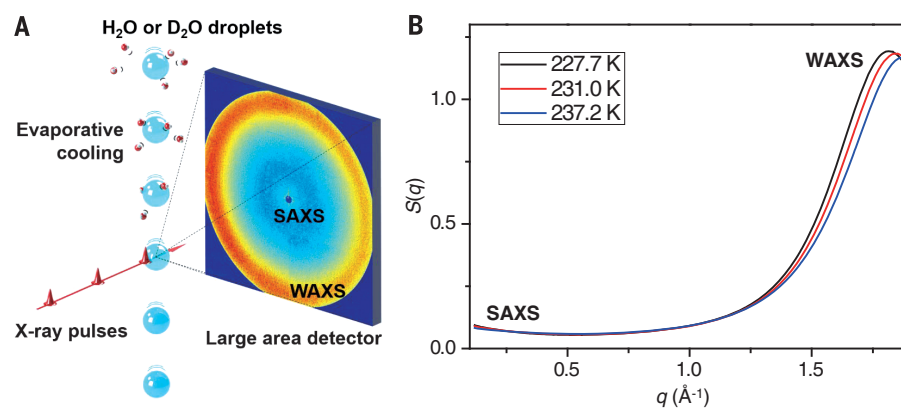 A
H₂O or D₂O droplets
Evaporative
cooling
SAXS
WAXS
X-ray pulses
Large area detector
B
227.7 K
231.0 K
237.2 K
WAXS
SAXS
S(q)
1.0
0.5
0.0
0.5
1.0
1.5
q (Å⁻¹)